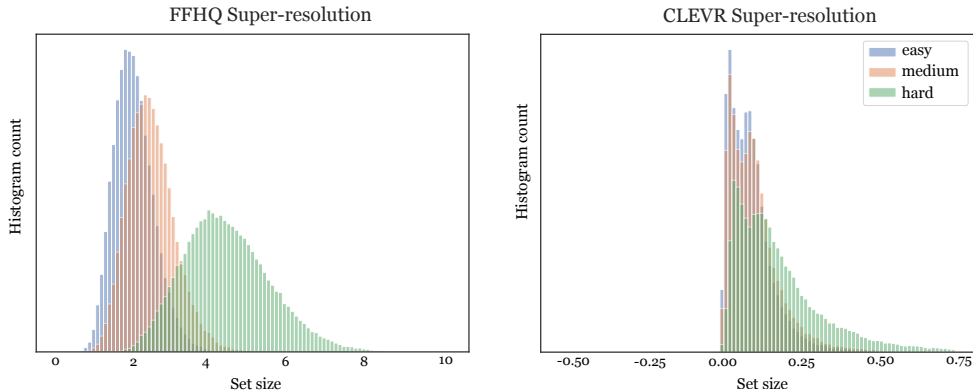 FFHQ Super-resolution
Histogram count
0 2 4 6 8 10
Set size
CLEVR Super-resolution
easy
medium
hard
Histogram count
-0.50 -0.25 0.00 0.25 0.50 0.75
Set size